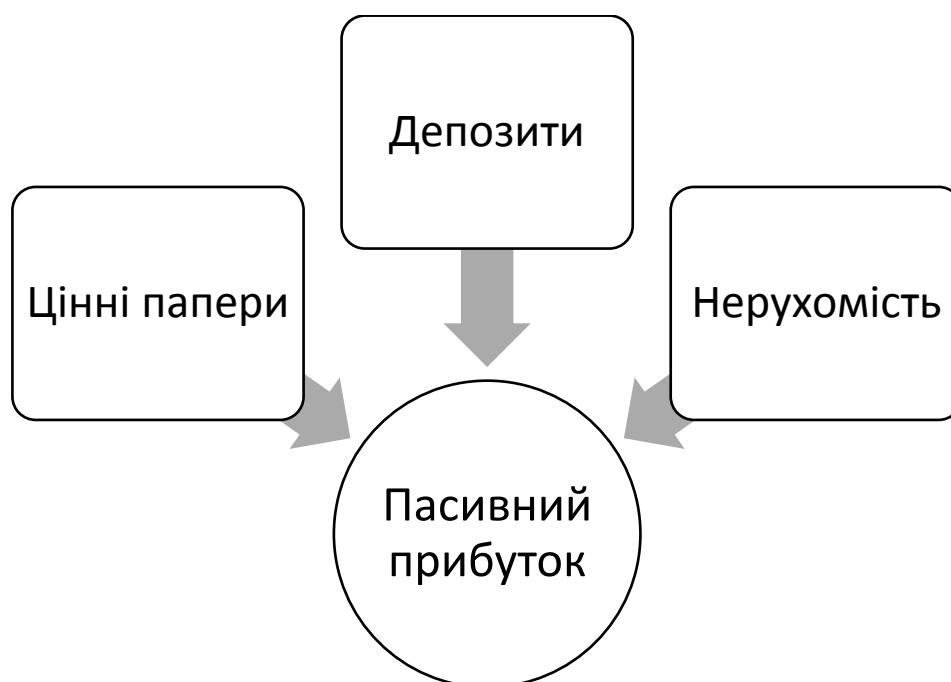 Депозити
Цінні папери
Нерухомість
Пасивний
прибуток